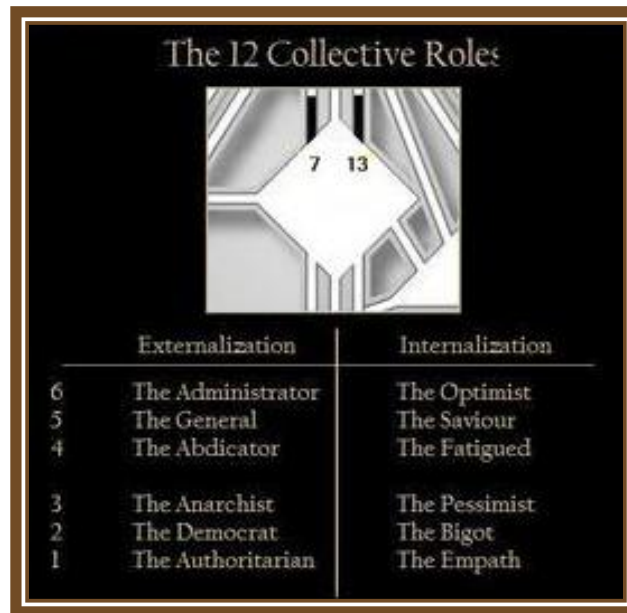 The 12 Collective Roles
7 13
Externalization Internalization
6 The Administrator The Optimist
5 The General The Saviour
4 The Abdicator The Fatigued
3 The Anarchist The Pessimist
2 The Democrat The Bigot
1 The Authoritarian The Empath